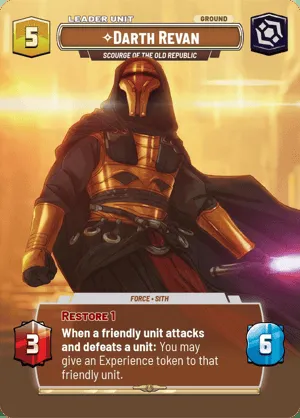 LEADER UNIT
GROUND
5
✧DARTH REVAN
SCOURGE OF THE OLD REPUBLIC
FORCE • SITH
RESTORE 1
When a friendly unit attacks
and defeats a unit: You may
give an Experience token to that
friendly unit.
3
6